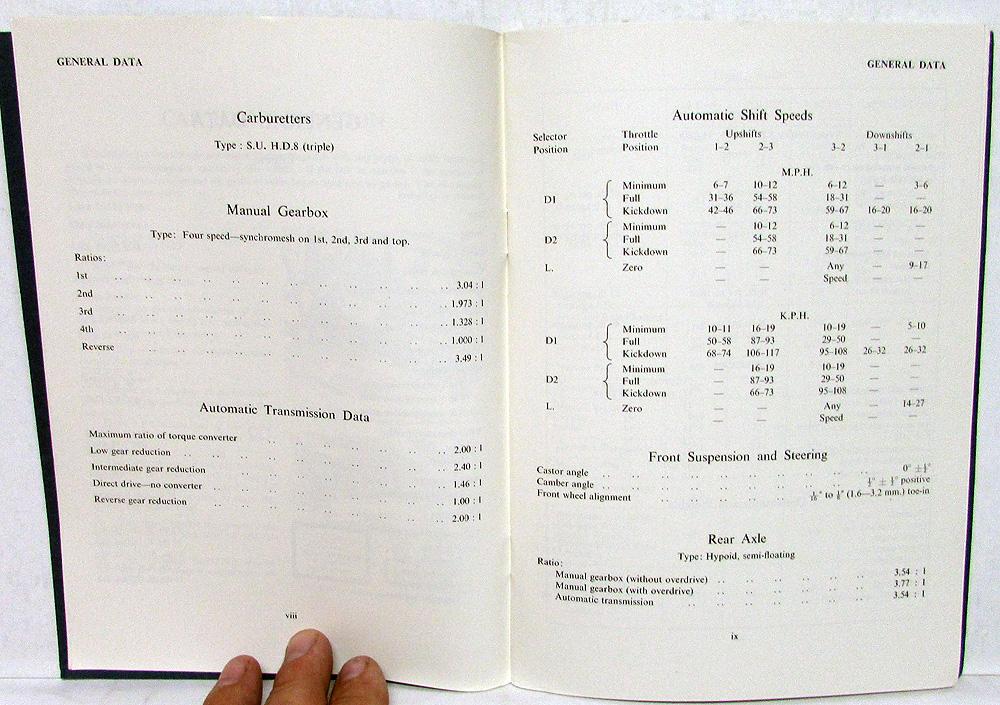 GENERAL DATA
Carburetters
Type : S.U. H.D.8 (triple)
Manual Gearbox
Type: Four speed—synchromesh on 1st, 2nd, 3rd and top.
Ratios:
1st .. .. .. .. .. .. .. .. .. .. .. 3.04 : 1
2nd .. .. .. .. .. .. .. .. .. .. .. 1.973 : 1
3rd .. .. .. .. .. .. .. .. .. .. .. 1.328 : 1
4th .. .. .. .. .. .. .. .. .. .. .. 1.000 : 1
Reverse .. .. .. .. .. .. .. .. .. .. 3.49 : 1
Automatic Transmission Data
Maximum ratio of torque converter .. .. .. .. .. .. 2.00 : 1
Low gear reduction .. .. .. .. .. .. .. .. 2.40 : 1
Intermediate gear reduction .. .. .. .. .. .. .. 1.46 : 1
Direct drive—no converter .. .. .. .. .. .. .. 1.00 : 1
Reverse gear reduction .. .. .. .. .. .. .. 2.00 : 1
viii
GENERAL DATA
Automatic Shift Speeds
Selector Throttle Upshifts Downshifts
Position Position 1–2 2–3 3–2 3–1 2–1
M.P.H.
Minimum 6–7 10–12 6–12 — 3–6
D1 Full 31–36 54–58 18–31 — —
Kickdown 42–46 66–73 59–67 16–20 16–20
Minimum — 10–12 6–12 — —
D2 Full — 54–58 18–31 — —
Kickdown — 66–73 59–67 — —
L. Zero — — Any — 9–17
— — Speed — —
K.P.H.
Minimum 10–11 16–19 10–19 — 5–10
D1 Full 50–58 87–93 29–50 — —
Kickdown 68–74 106–117 95–108 26–32 26–32
Minimum — 16–19 10–19 — —
D2 Full — 87–93 29–50 — —
Kickdown — 66–73 95–108 — —
L. Zero — — Any — 14–27
— — Speed — —
Front Suspension and Steering
Castor angle .. .. .. .. .. .. .. .. 0° ±½°
Camber angle .. .. .. .. .. .. .. ½° ± ½° positive
Front wheel alignment .. .. .. .. 1/16" to ⅛" (1.6—3.2 mm.) toe-in
Rear Axle
Type: Hypoid, semi-floating
Ratio:
Manual gearbox (without overdrive) .. .. .. .. .. 3.54 : 1
Manual gearbox (with overdrive) .. .. .. .. .. 3.77 : 1
Automatic transmission .. .. .. .. .. .. 3.54 : 1
ix